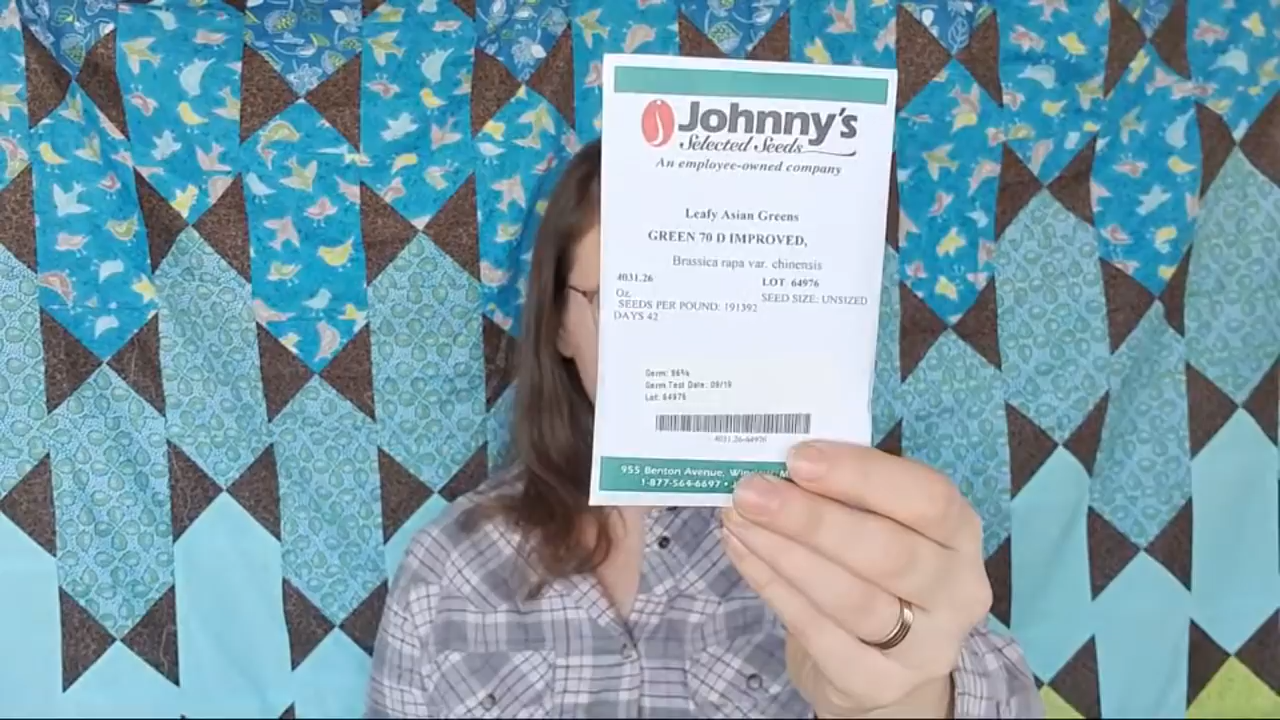 Johnny's
Selected Seeds
An employee-owned company
Leafy Asian Greens
GREEN 70 D IMPROVED,
Brassica rapa var. chinensis
4031.26 LOT 64976
Oz. SEED SIZE: UNSIZED
SEEDS PER POUND: 191392
DAYS 42
Germ: 96%
Germ Test Date: 09/19
Lot: 64976
4031.26-64976
955 Benton Avenue,
1-877-564-6697 •